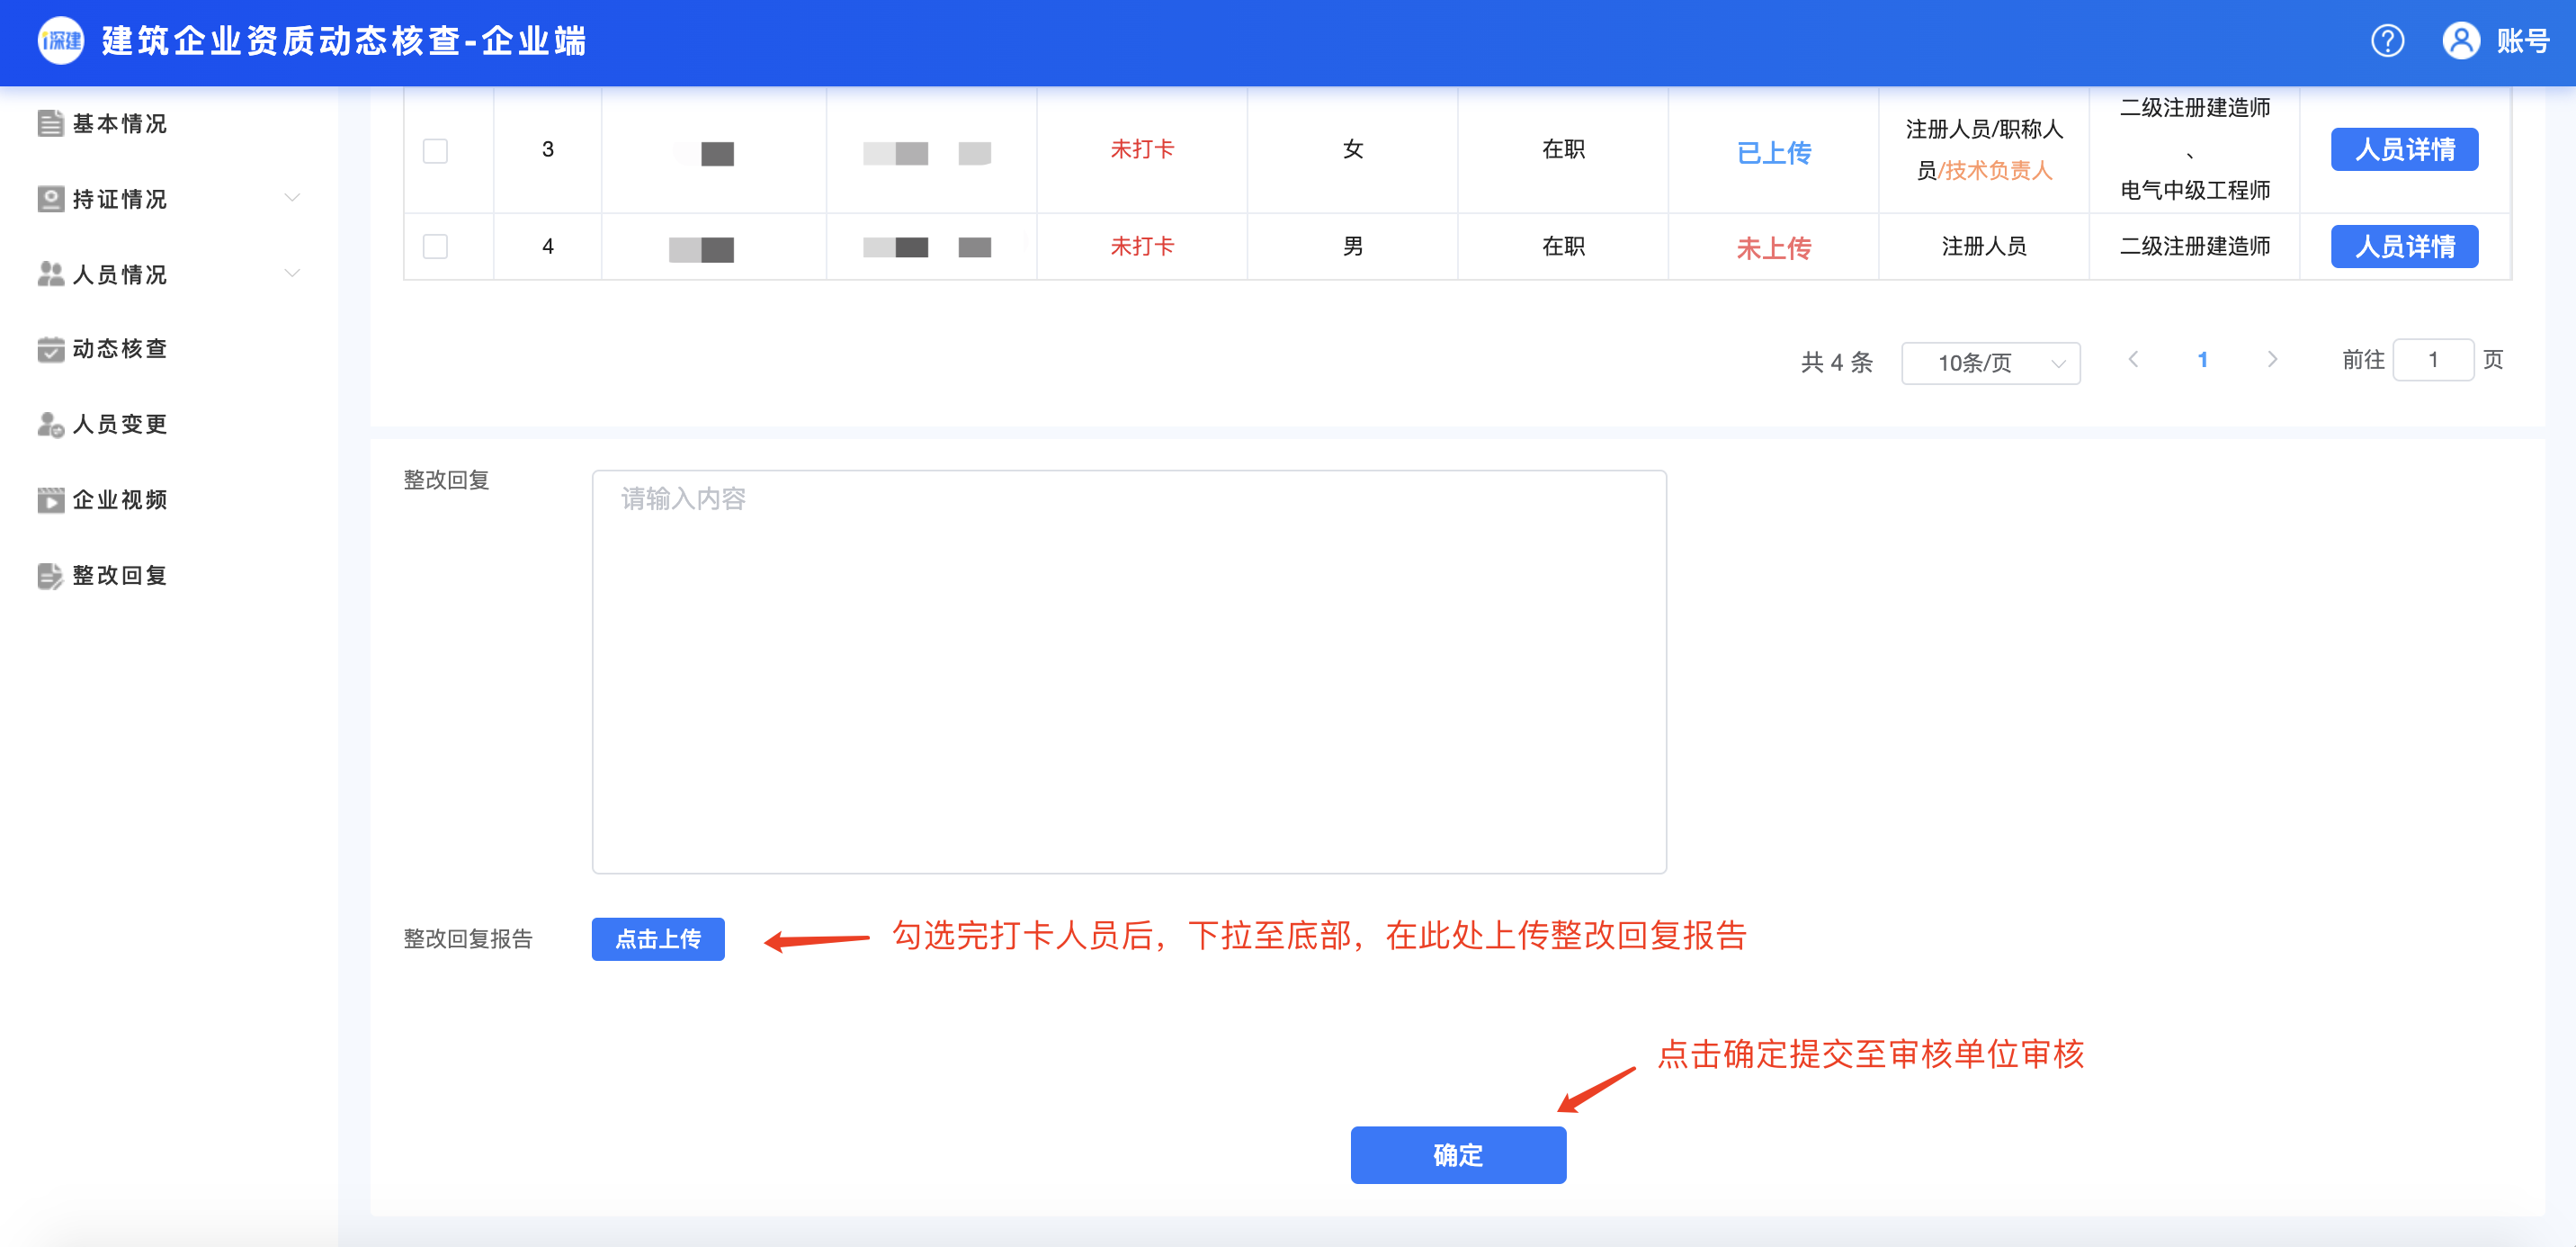 i深建
建筑企业资质动态核查-企业端
账号
基本情况
持证情况
人员情况
动态核查
人员变更
企业视频
整改回复
3
未打卡
女
在职
已上传
注册人员/职称人
员/技术负责人
二级注册建造师
、
电气中级工程师
人员详情
4
未打卡
男
在职
未上传
注册人员
二级注册建造师
人员详情
共 4 条
10条/页
1
前往
1
页
整改回复
请输入内容
整改回复报告
点击上传
勾选完打卡人员后，下拉至底部，在此处上传整改回复报告
点击确定提交至审核单位审核
确定